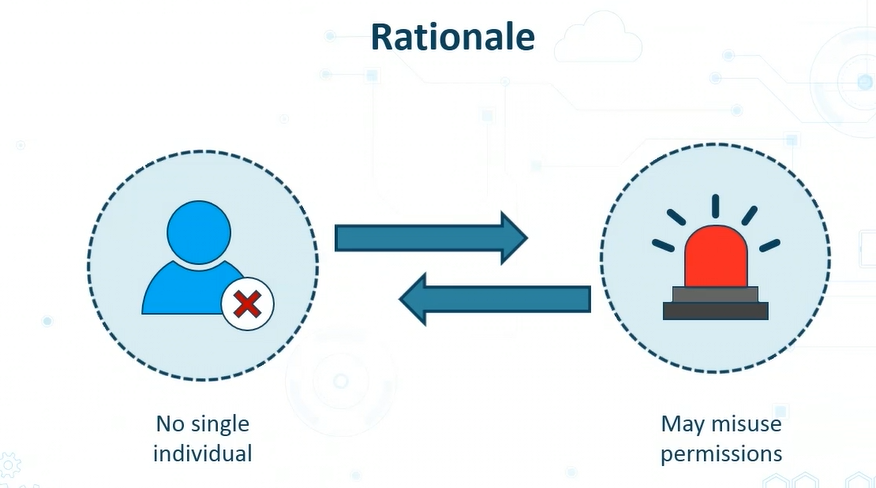 Rationale
No single
individual
May misuse
permissions